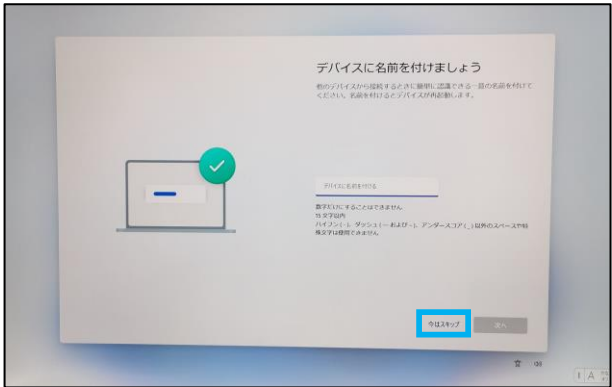 デバイスに名前を付けましょう
他のデバイスから接続するときに簡単に認識できる一意の名前を付けて
ください。名前を付けるとデバイスが再起動します。
デバイスに名前を付ける
数字だけにすることはできません
15 文字以内
ハイフン (-)、ダッシュ (— および –)、アンダースコア (_) 以外のスペースや特
殊文字は使用できません
今はスキップ
次へ
A